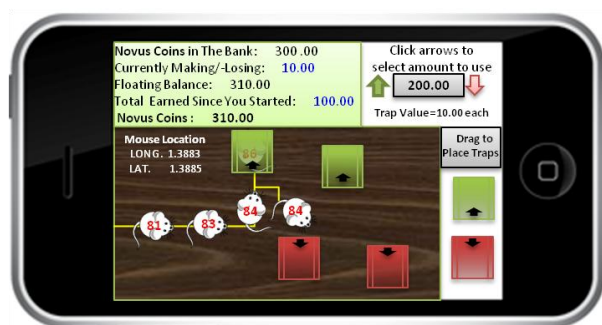 Novus Coins in The Bank: 300.00
Currently Making/-Losing: 10.00
Floating Balance: 310.00
Total Earned Since You Started: 100.00
Novus Coins: 310.00
Click arrows to
select amount to use
200.00
Trap Value=10.00 each
Mouse Location
LONG. 1.3883
LAT. 1.3885
Drag to
Place Traps
86
81
83
84
84